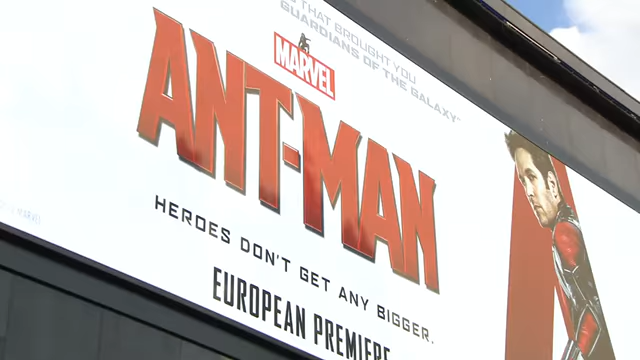 THAT BROUGHT YOU
GUARDIANS OF THE GALAXY
MARVEL
ANT-MAN
HEROES DON'T GET ANY BIGGER.
EUROPEAN PREMIERE